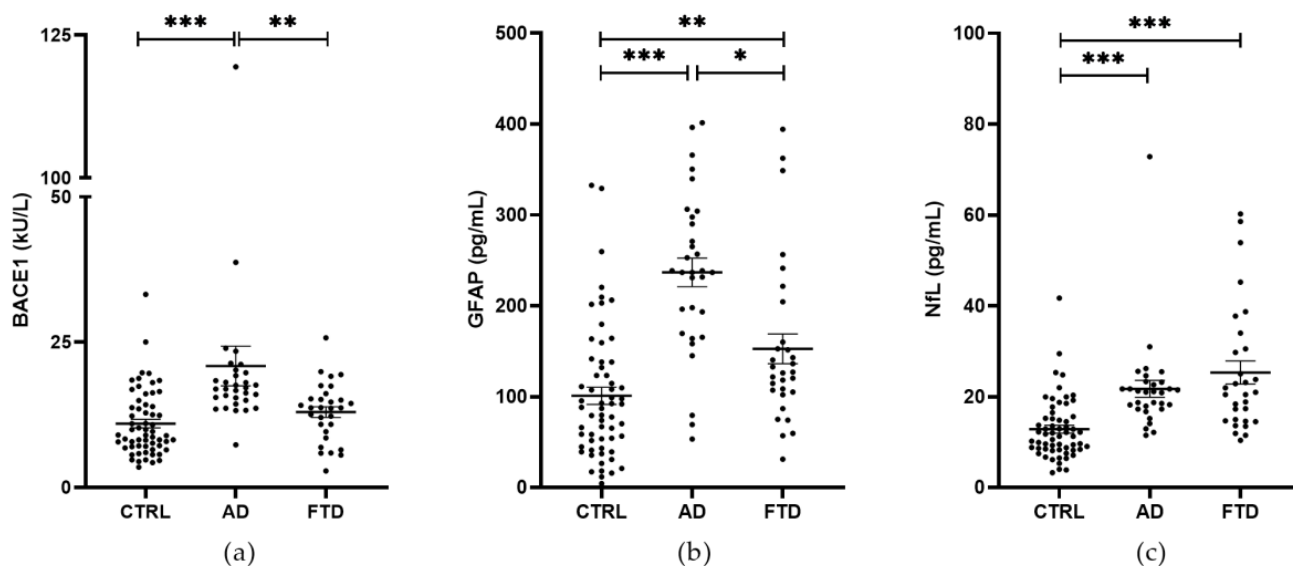 *** **
125
100
50
25
0
BACE1 (kU/L)
CTRL AD FTD
(a)
**
*** *
500
400
300
200
100
0
GFAP (pg/mL)
CTRL AD FTD
(b)
***
***
100
80
60
40
20
0
NfL (pg/mL)
CTRL AD FTD
(c)